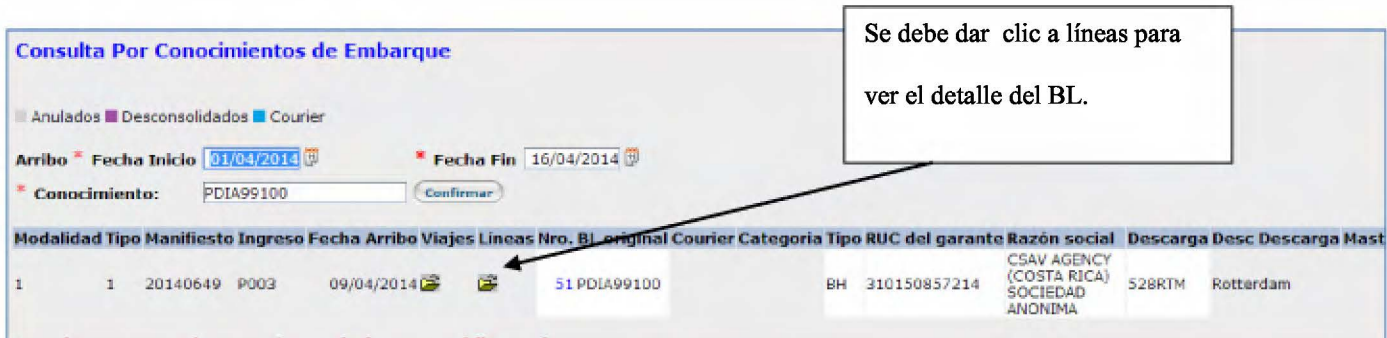 Se debe dar clic a líneas para
ver el detalle del BL.
Consulta Por Conocimientos de Embarque
Anulados Desconsolidados Courier
Arribo * Fecha Inicio 01/04/2014 * Fecha Fin 16/04/2014
* Conocimiento: PDIA99100 Confirmar
Modalidad Tipo Manifiesto Ingreso Fecha Arribo Viajes Lineas Nro. BL original Courier Categoria Tipo RUC del garante Razón social Descarga Desc Descarga Mast
1 1 20140649 P003 09/04/2014 51 PDIA99100 BH 310150857214 CSAV AGENCY (COSTA RICA) SOCIEDAD ANONIMA 528RTM Rotterdam